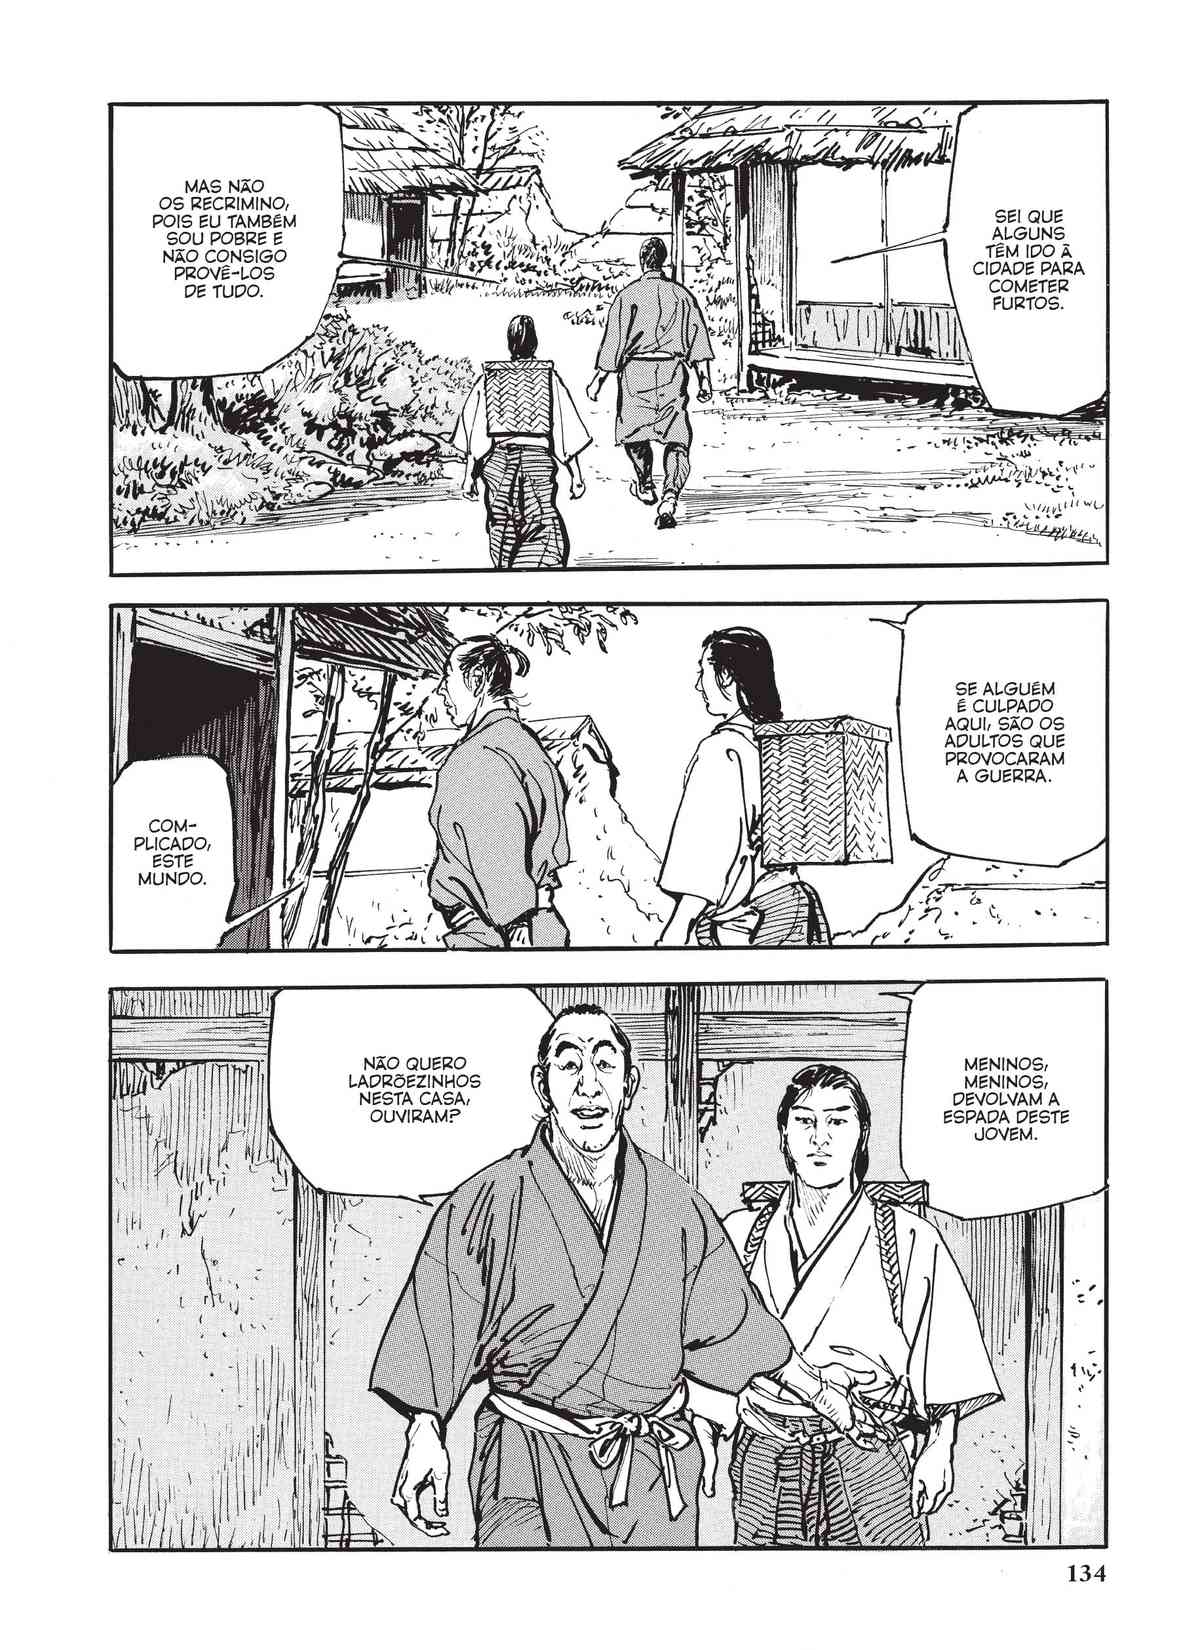 SEI QUE
ALGUNS
TÊM IDO À
CIDADE PARA
COMETER
FURTOS.
MAS NÃO
OS RECRIMINO,
POIS EU TAMBÉM
SOU POBRE E
NÃO CONSIGO
PROVÊ-LOS
DE TUDO.
SE ALGUÉM
É CULPADO
AQUI, SÃO OS
ADULTOS QUE
PROVOCARAM
A GUERRA.
COM-
PLICADO,
ESTE
MUNDO.
MENINOS,
MENINOS,
DEVOLVAM A
ESPADA DESTE
JOVEM.
NÃO QUERO
LADRÕEZINHOS
NESTA CASA,
OUVIRAM?
134